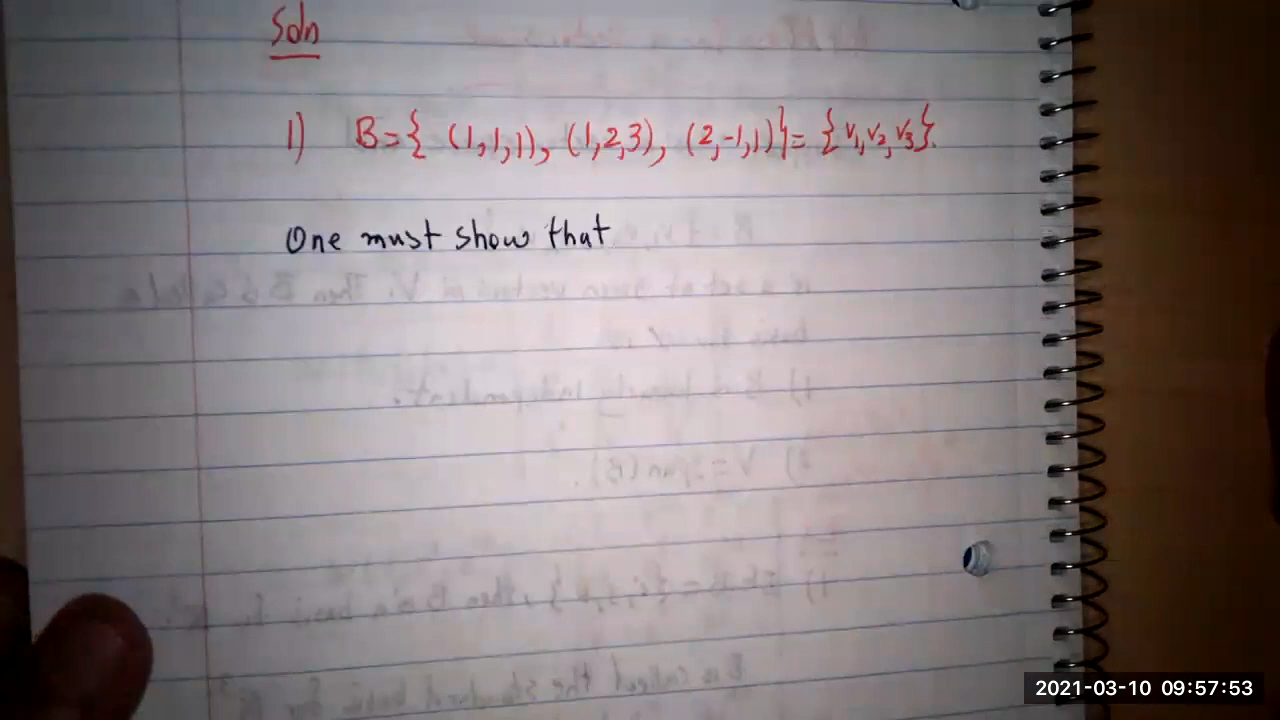 Soln
1) B = { (1,1,1), (1,2,3), (2,-1,1) } = { v₁, v₂, v₃ }.
One must show that
2021-03-10 09:57:53